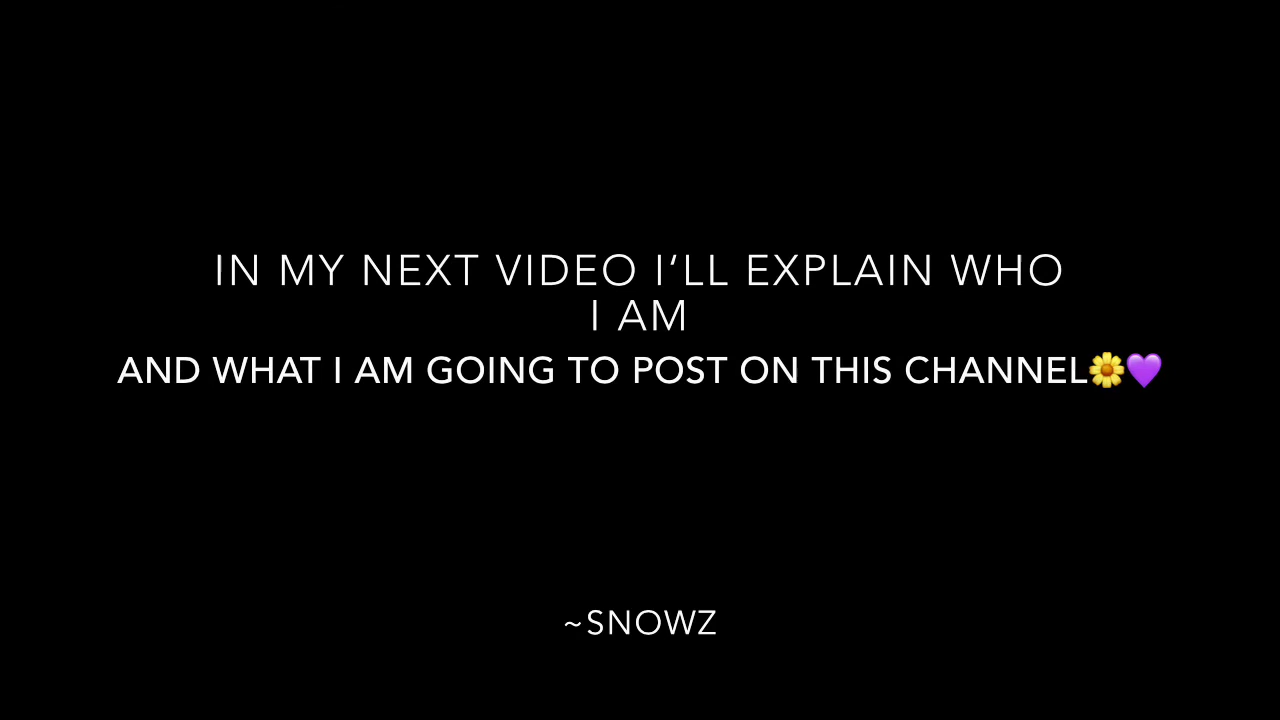 IN MY NEXT VIDEO I‘LL EXPLAIN WHO
I AM
AND WHAT I AM GOING TO POST ON THIS CHANNEL🌼💜
~SNOWZ